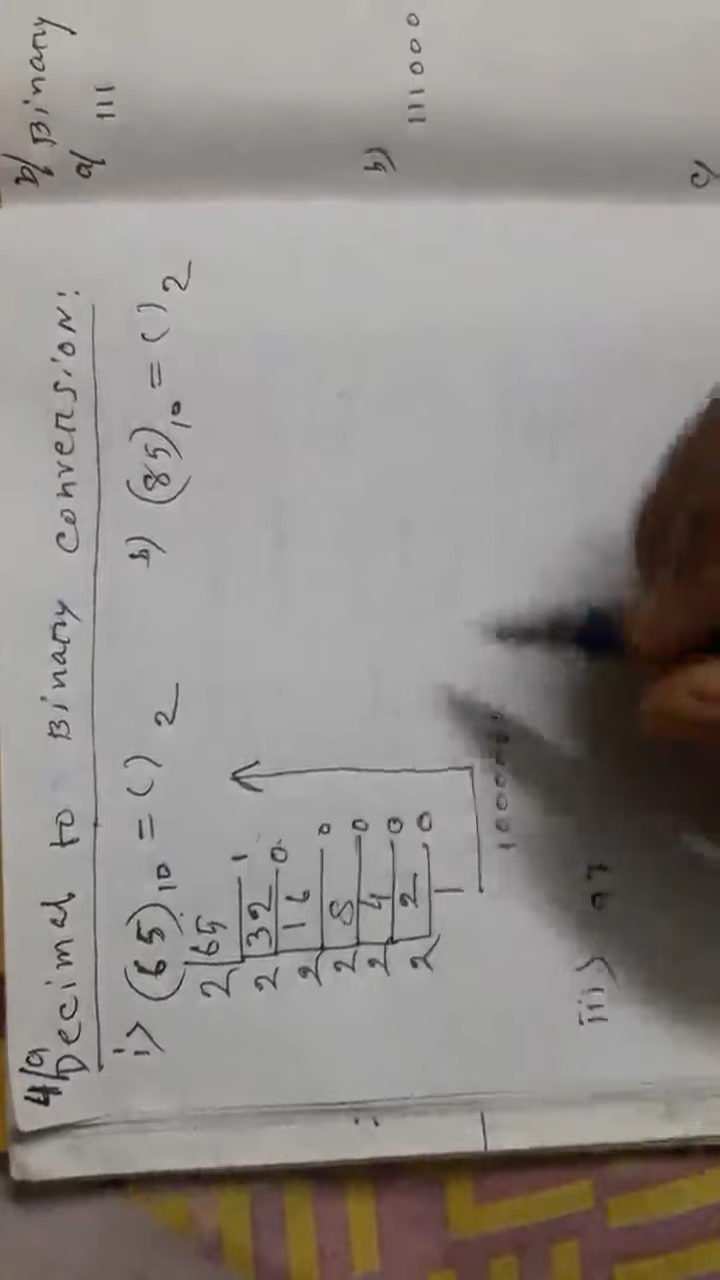 4/a
Decimal to Binary Conversion:
i> (65)10 = ( )2
b) (85)10 = ( )2
2 65 1
2 32 0
2 16 0
2 8 0
2 4 0
2 2 0
1
iii> 97
b/ Binary
a/ 111
b) 111000
c/